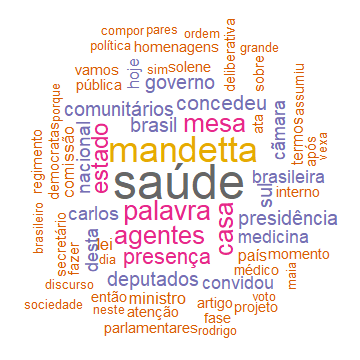 compor pares ordem
política homenagens grande
vamos hoje sim solene deliberativa sobre
pública governo
porque comunitários concedeu
democratas comissão nacional estado brasil mesa ata câmara termos assumiu
regimento mandetta após vexa
saúde
brasileira
sul interno
carlos palavra casa presidência
brasileiro secretário fazer desta lei agentes medicina
dia presença país momento
médico
discurso deputados convidou maia
sociedade então ministro artigo voto projeto
neste atenção fase
parlamentares rodrigo